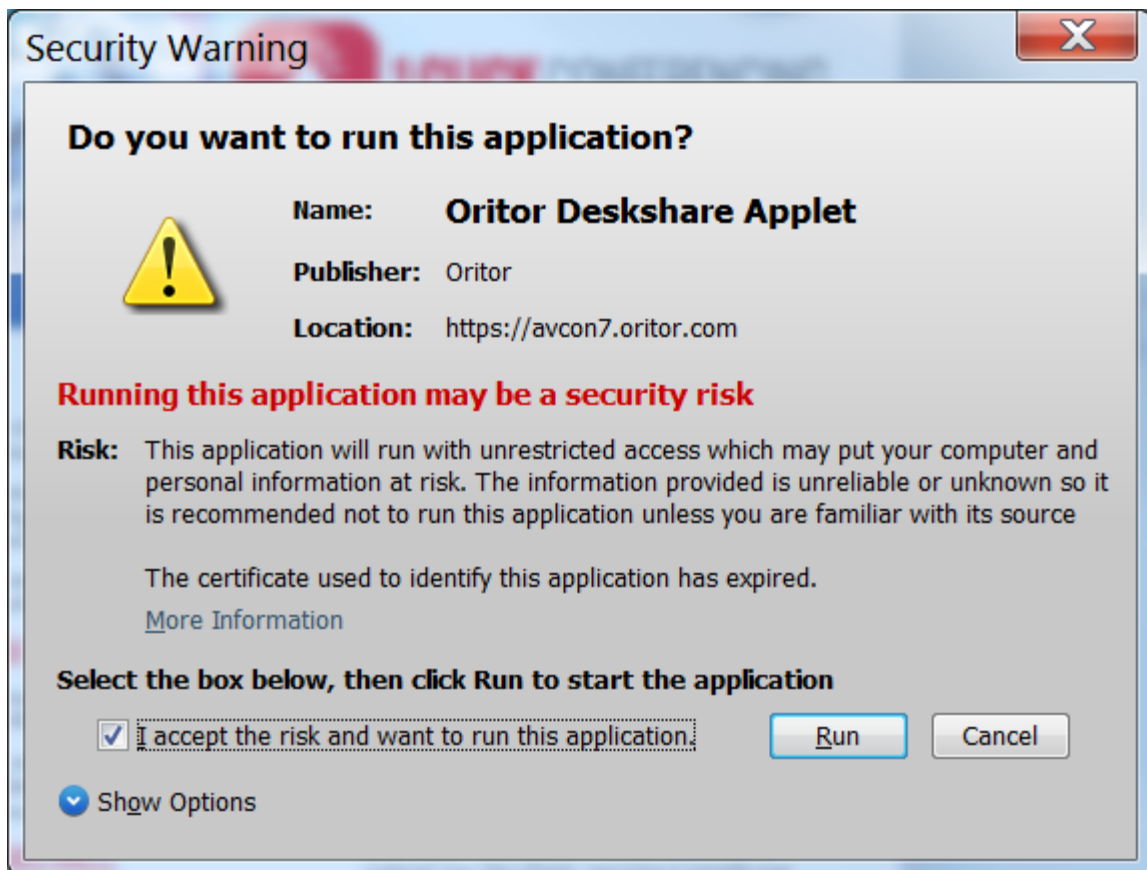 Security Warning
1CLICK CONFERENCING
Do you want to run this application?
Name: Oritor Deskshare Applet
Publisher: Oritor
Location: https://avcon7.oritor.com
Running this application may be a security risk
Risk: This application will run with unrestricted access which may put your computer and
personal information at risk. The information provided is unreliable or unknown so it
is recommended not to run this application unless you are familiar with its source
The certificate used to identify this application has expired.
More Information
Select the box below, then click Run to start the application
I accept the risk and want to run this application. Run Cancel
Show Options